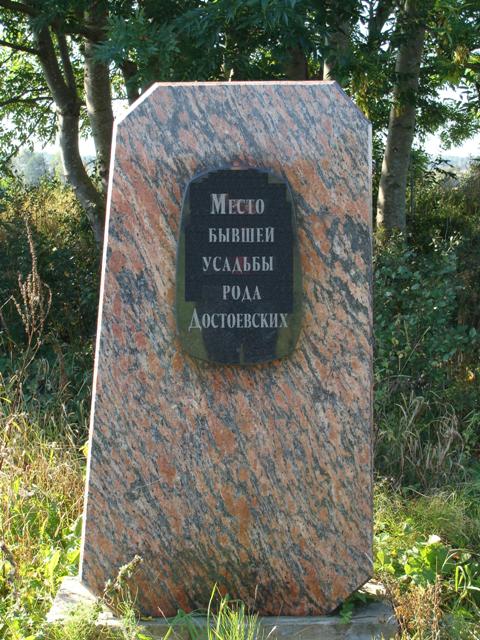 Место
бывшей
усадьбы
рода
Достоевских